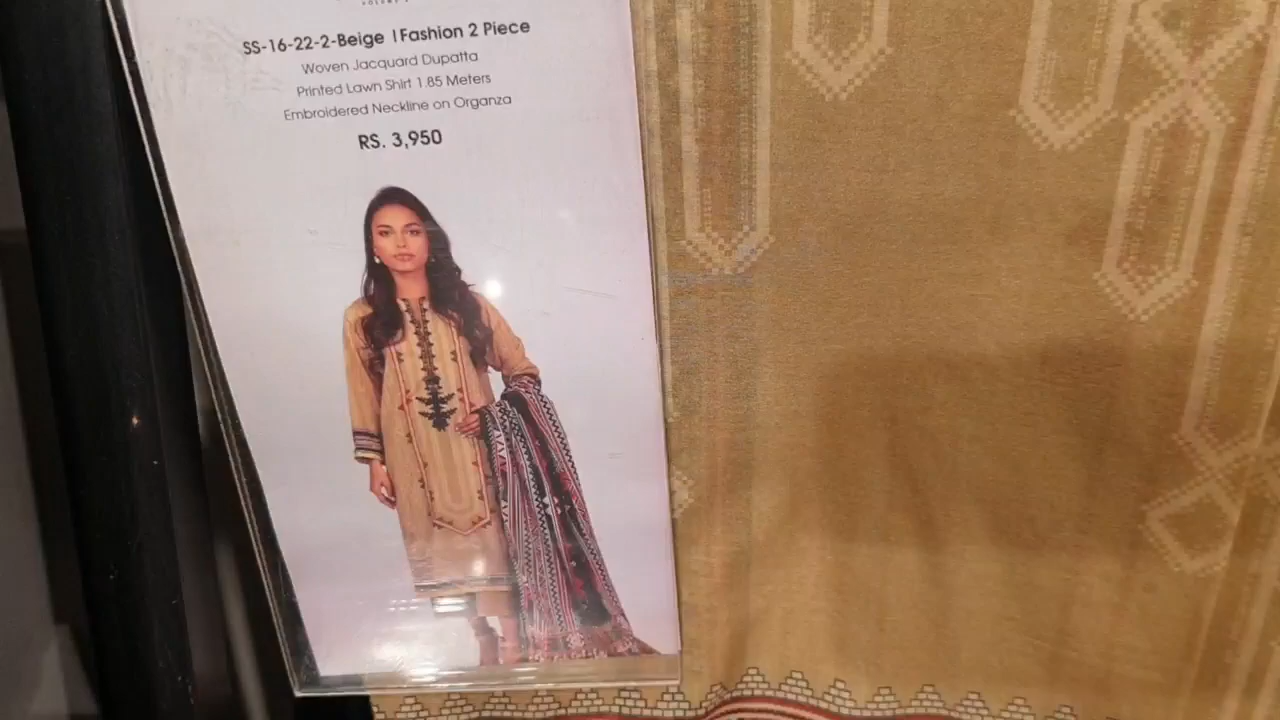 SS-16-22-2-Beige | Fashion 2 Piece
Woven Jacquard Dupatta
Printed Lawn Shirt 1.85 Meters
Embroidered Neckline on Organza
RS. 3,950